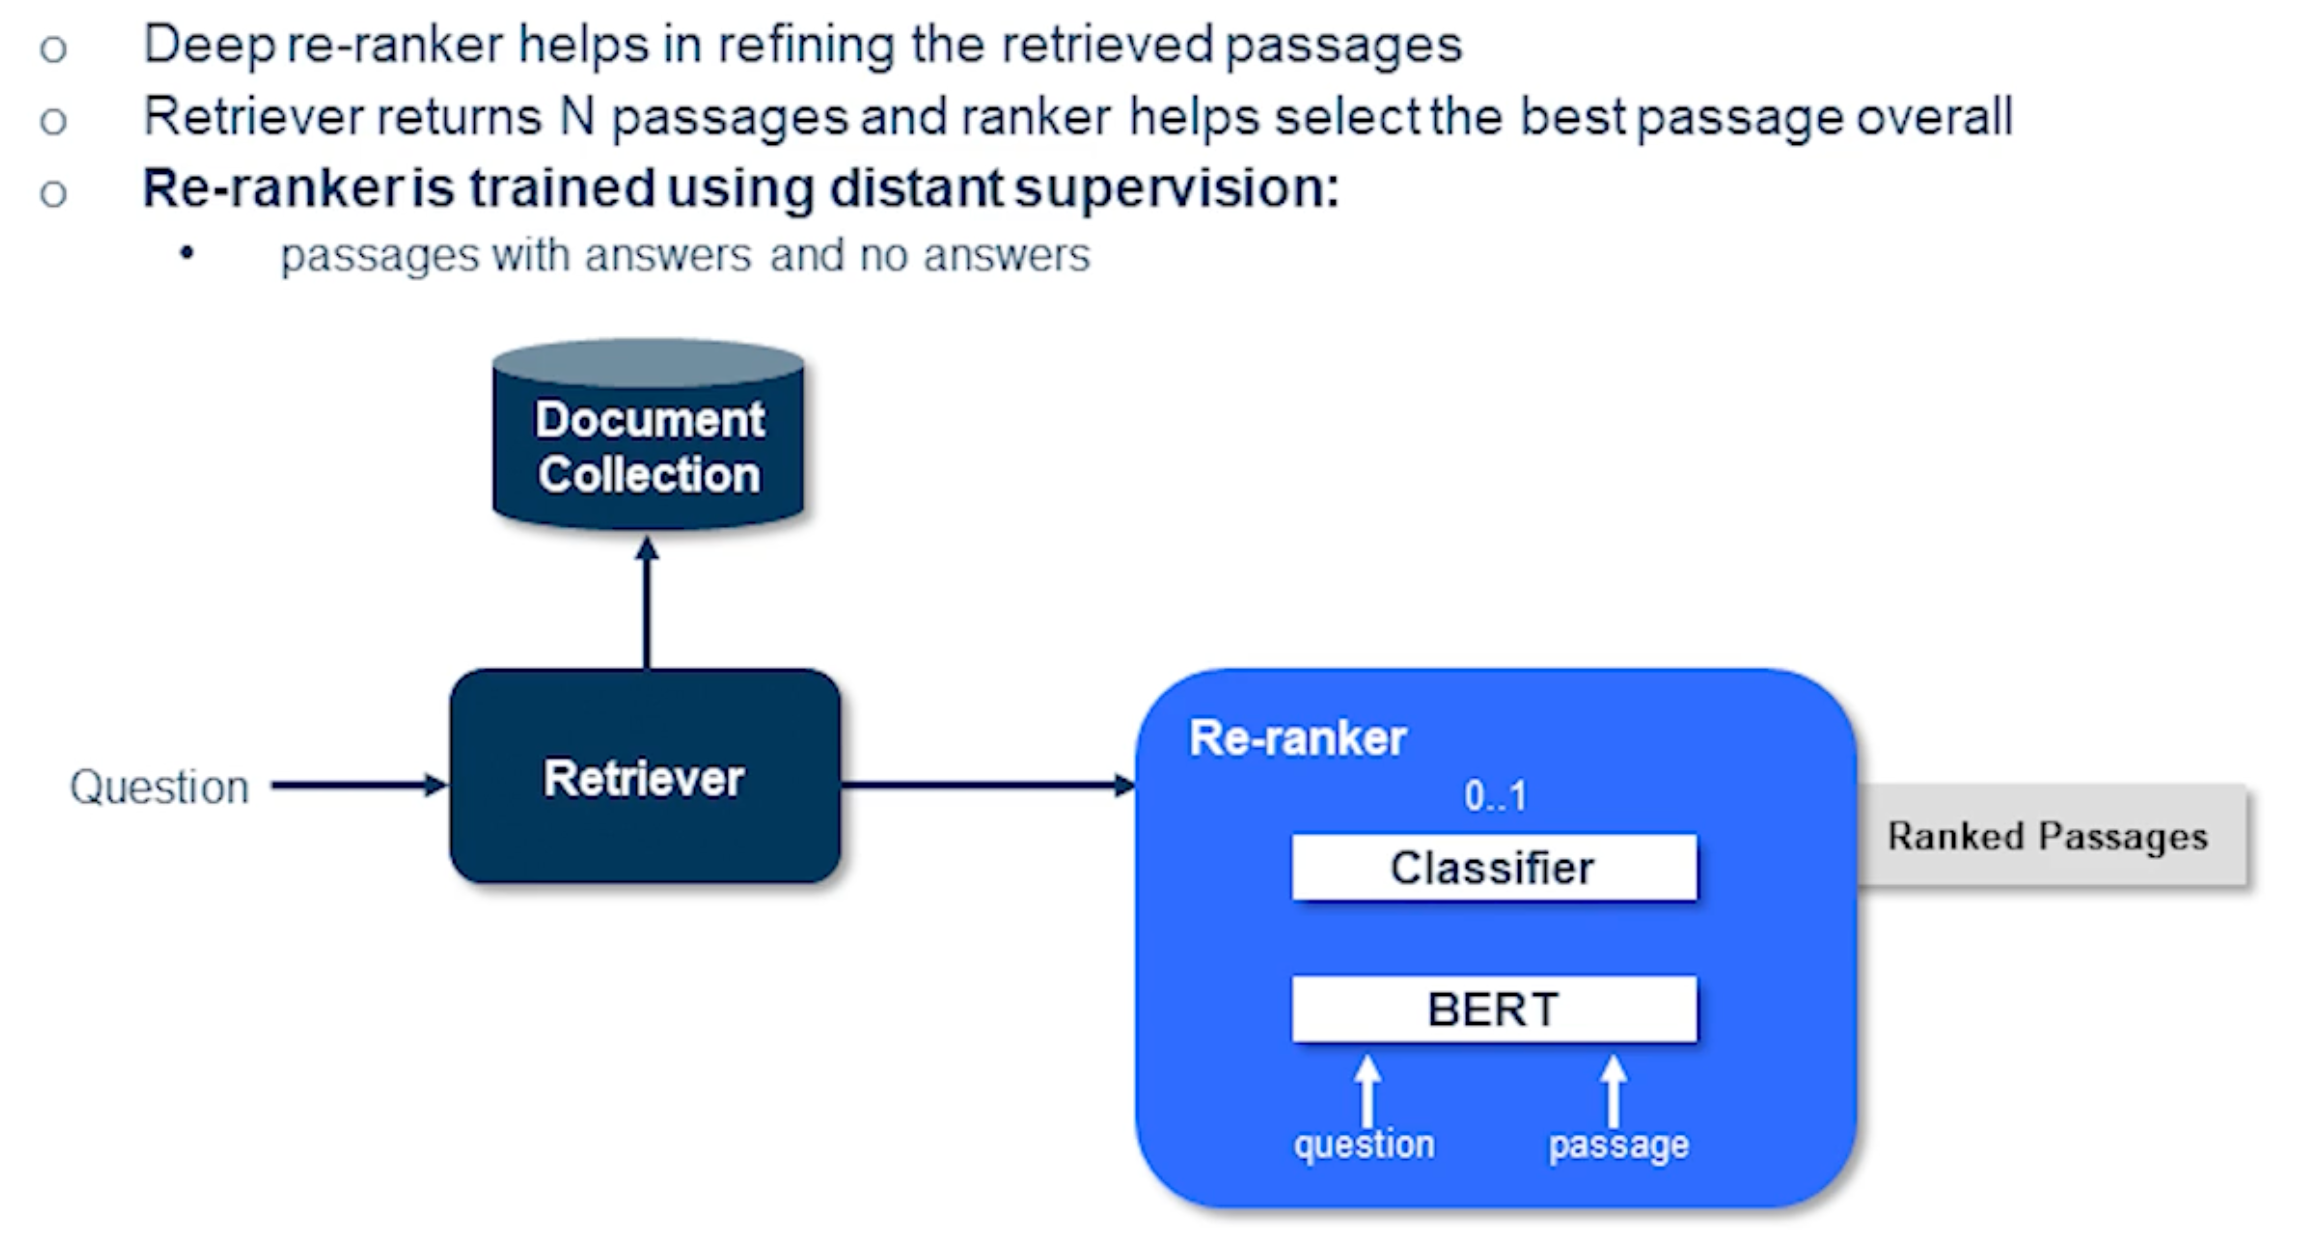 Deep re-ranker helps in refining the retrieved passages
Retriever returns N passages and ranker helps select the best passage overall
Re-ranker is trained using distant supervision:
passages with answers and no answers
Document
Collection
Question
Retriever
Re-ranker
0..1
Classifier
BERT
question passage
Ranked Passages